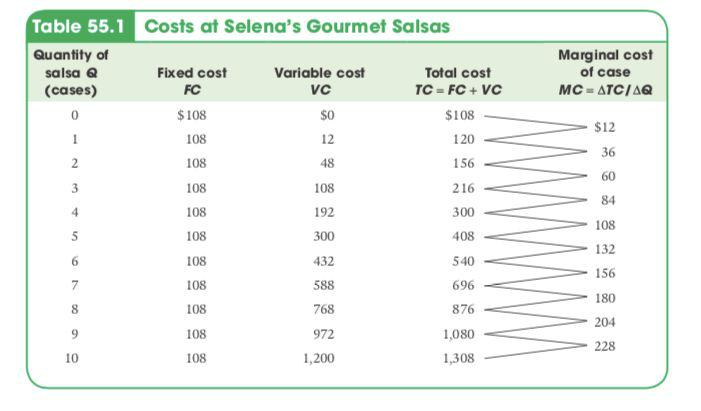 Table 55.1 Costs at Selena's Gourmet Salsas
Quantity of salsa Q (cases) Fixed cost FC Variable cost VC Total cost TC = FC + VC Marginal cost of case MC = ΔTC/ΔQ
0 $108 $0 $108
$12
1 108 12 120
36
2 108 48 156
60
3 108 108 216
84
4 108 192 300
108
5 108 300 408
132
6 108 432 540
156
7 108 588 696
180
8 108 768 876
204
9 108 972 1,080
228
10 108 1,200 1,308